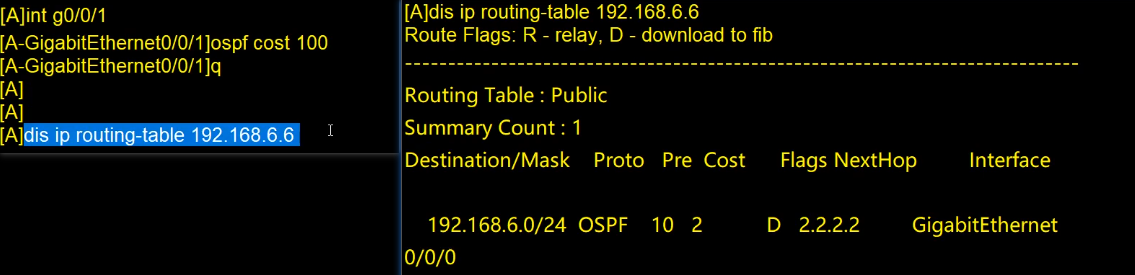 [A]int g0/0/1
[A-GigabitEthernet0/0/1]ospf cost 100
[A-GigabitEthernet0/0/1]q
[A]
[A]
[A]dis ip routing-table 192.168.6.6
[A]dis ip routing-table 192.168.6.6
Route Flags: R - relay, D - download to fib
------------------------------------------------------------------------------
Routing Table : Public
Summary Count : 1
Destination/Mask    Proto   Pre  Cost      Flags NextHop         Interface
192.168.6.0/24  OSPF    10   2           D   2.2.2.2         GigabitEthernet
0/0/0